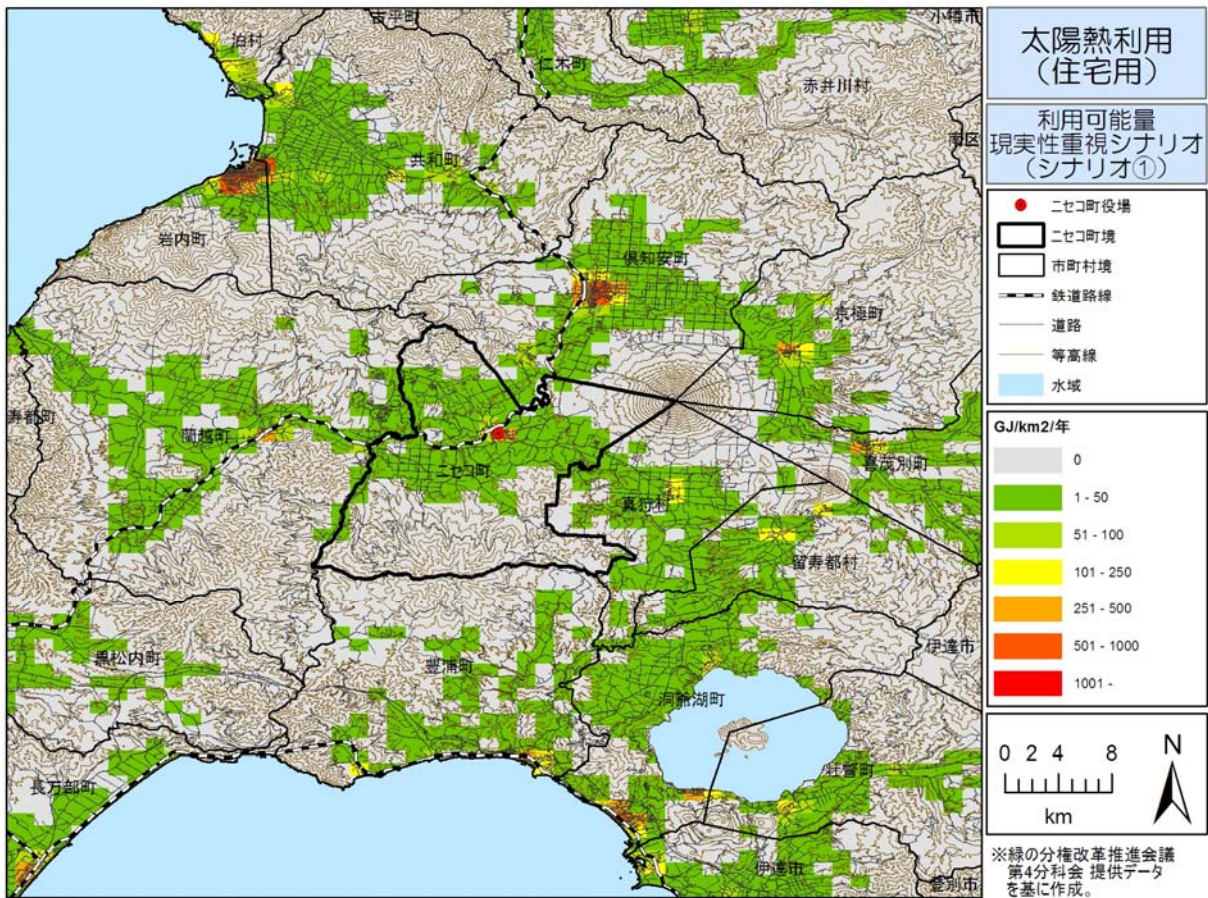 古平町
小樽市
泊村
仁木町
赤井川村
南区
共和町
岩内町
倶知安町
京極町
寿都町
蘭越町
ニセコ町
喜茂別町
真狩村
留寿都村
黒松内町
豊浦町
伊達市
洞爺湖町
壮瞥町
長万部町
伊達市
登別市
太陽熱利用
（住宅用）
利用可能量
現実性重視シナリオ
（シナリオ①）
ニセコ町役場
ニセコ町境
市町村境
鉄道路線
道路
等高線
水域
GJ/km2/年
0
1 - 50
51 - 100
101 - 250
251 - 500
501 - 1000
1001 -
0 2 4 8
km
N
※緑の分権改革推進会議
第4分科会 提供データ
を基に作成。